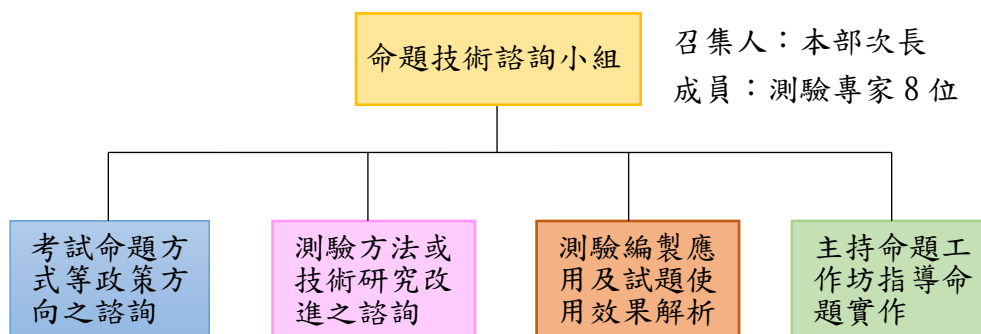 命題技術諮詢小組
召集人：本部次長
成員：測驗專家8位
考試命題方
式等政策方
向之諮詢
測驗方法或
技術研究改
進之諮詢
測驗編製應
用及試題使
用效果解析
主持命題工
作坊指導命
題實作